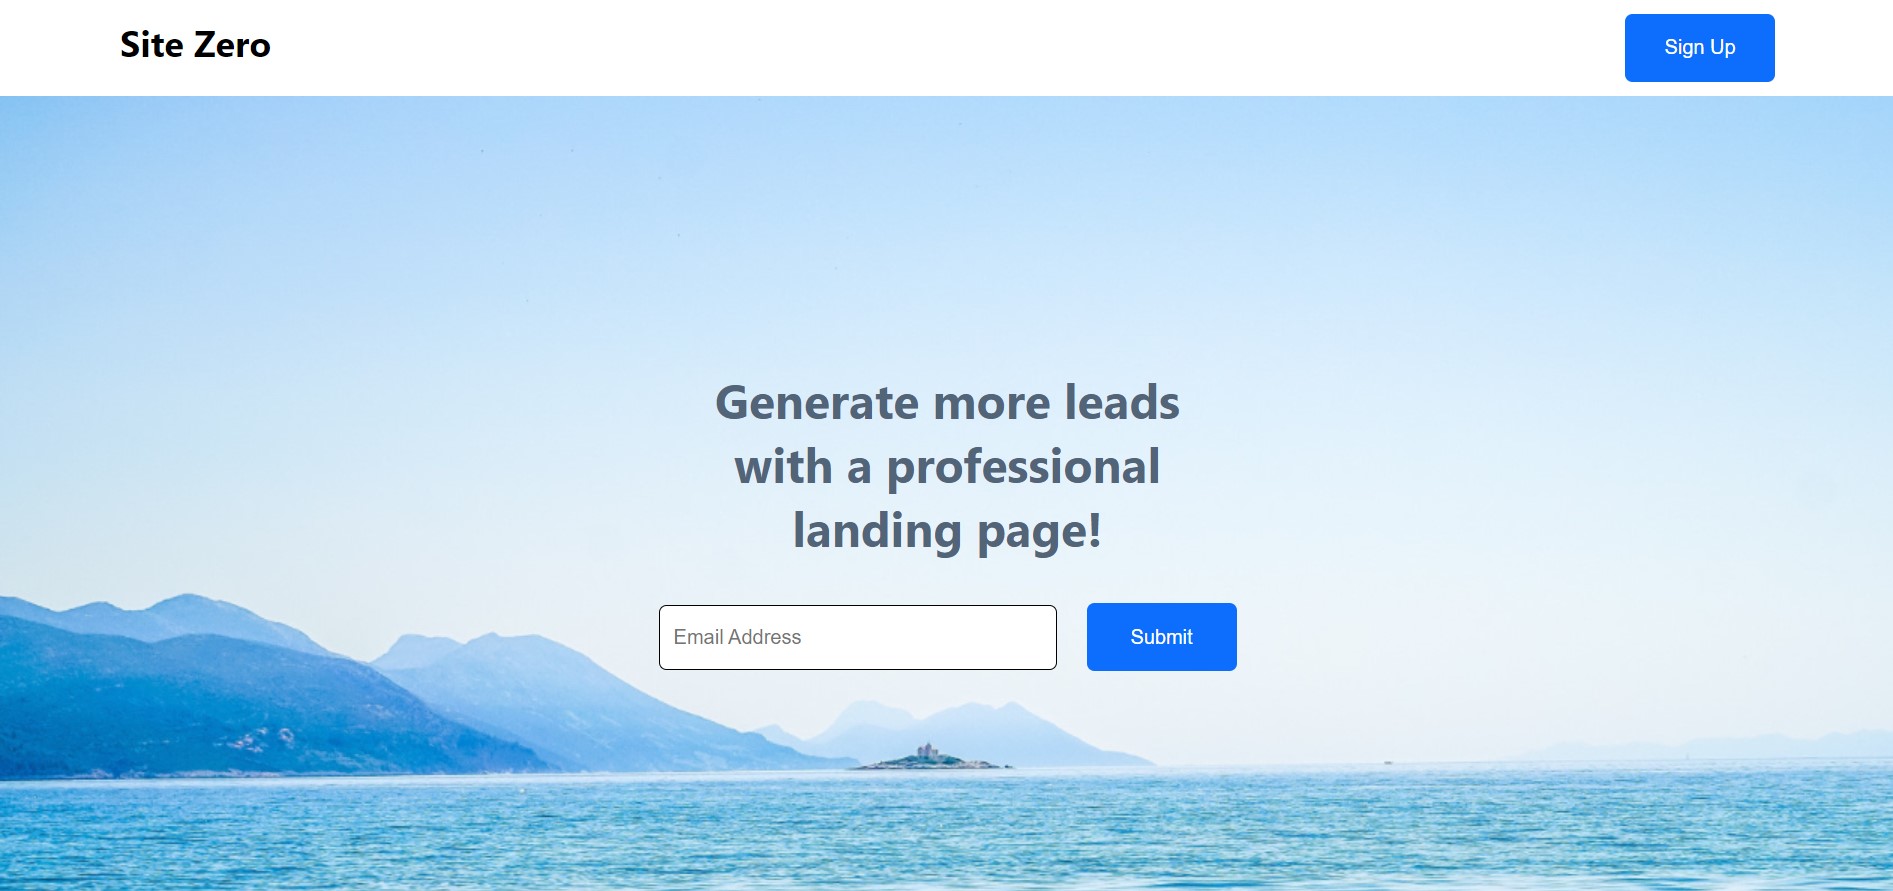 Site Zero
Sign Up
Generate more leads
with a professional
landing page!
Email Address
Submit